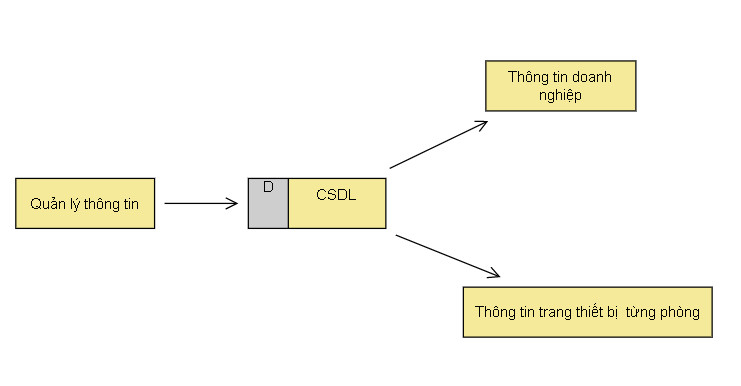 Thông tin doanh
nghiệp
D
CSDL
Quản lý thông tin
Thông tin trang thiết bị từng phòng